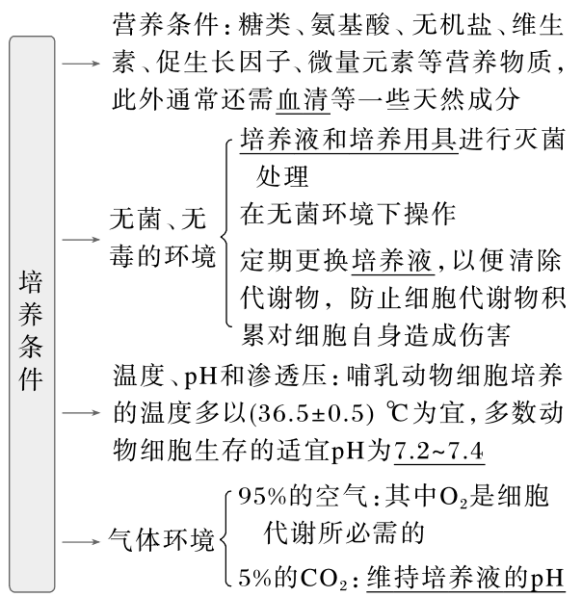 培养条件
营养条件：糖类、氨基酸、无机盐、维生
素、促生长因子、微量元素等营养物质，
此外通常还需血清等一些天然成分
无菌、无
毒的环境
培养液和培养用具进行灭菌
处理
在无菌环境下操作
定期更换培养液，以便清除
代谢物，防止细胞代谢物积
累对细胞自身造成伤害
温度、pH和渗透压：哺乳动物细胞培养
的温度多以(36.5±0.5) ℃为宜，多数动
物细胞生存的适宜pH为7.2~7.4
气体环境
95%的空气：其中O₂是细胞
代谢所必需的
5%的CO₂：维持培养液的pH